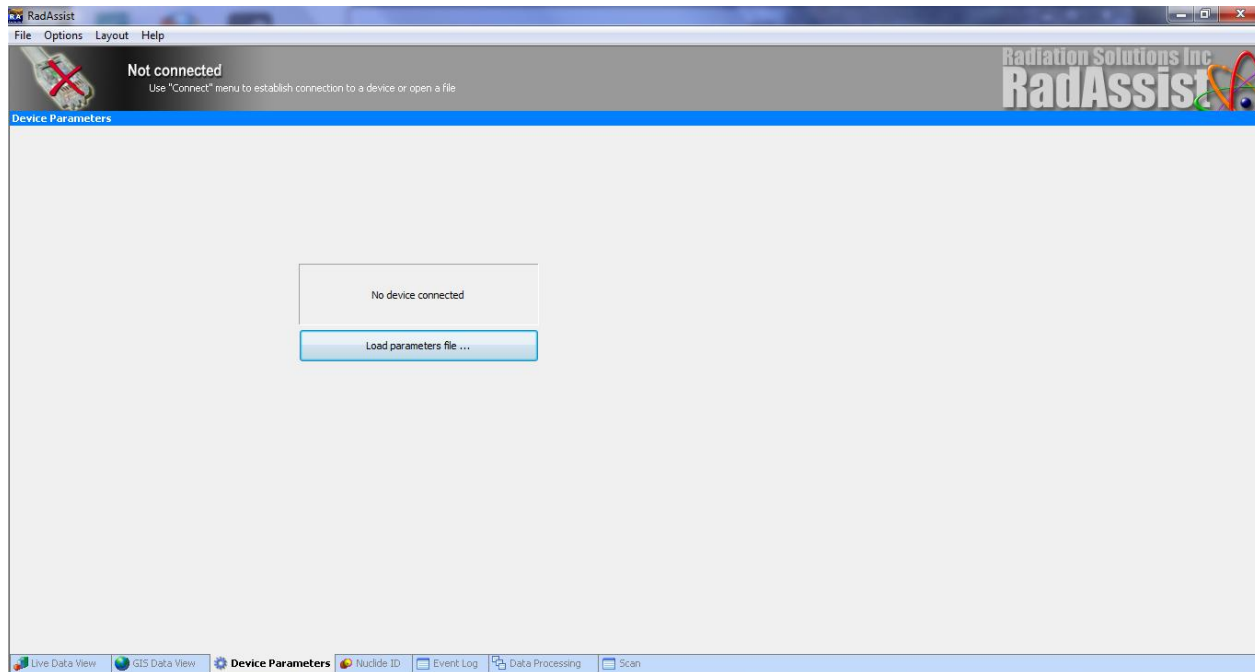 RadAssist
File Options Layout Help
Not connected
Use "Connect" menu to establish connection to a device or open a file
Radiation Solutions Inc
RadAssist
Device Parameters
No device connected
Load parameters file ...
Live Data View GIS Data View Device Parameters Nuclide ID Event Log Data Processing Scan